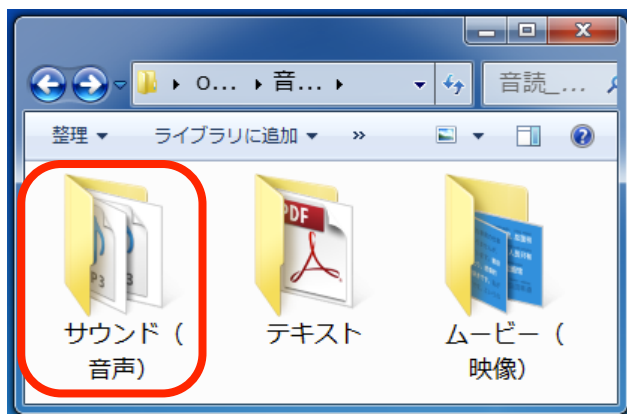 o... 音... 音読_...
整理 ライブラリに追加 »
PDF
サウンド(
音声)
テキスト
ムービー(
映像)